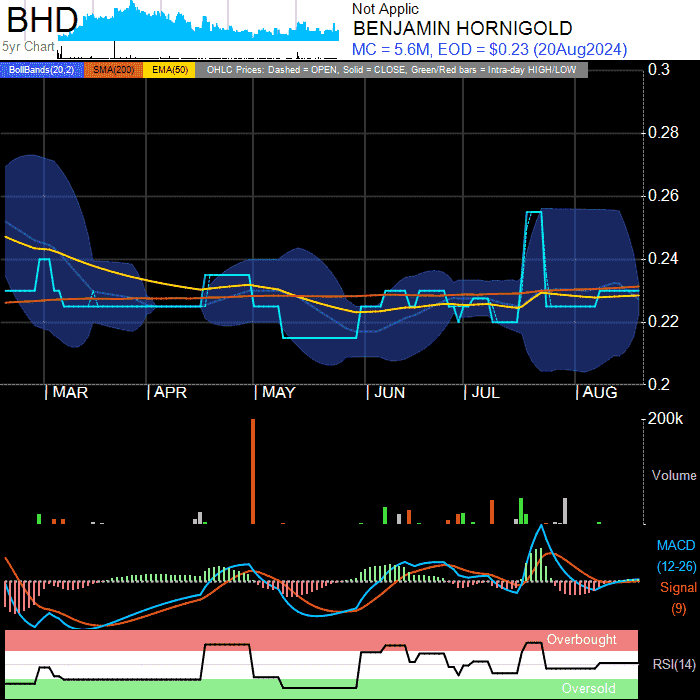 BHD
5yr Chart
Not Applic
BENJAMIN HORNIGOLD
MC = 5.6M, EOD = $0.23 (20Aug2024)
BollBands(20,2) SMA(200) EMA(50) OHLC Prices: Dashed = OPEN, Solid = CLOSE, Green/Red bars = Intra-day HIGH/LOW
0.3
0.28
0.26
0.24
0.22
0.2
MAR APR MAY JUN JUL AUG
200k
Volume
MACD
(12-26)
Signal
(9)
Overbought
RSI(14)
Oversold